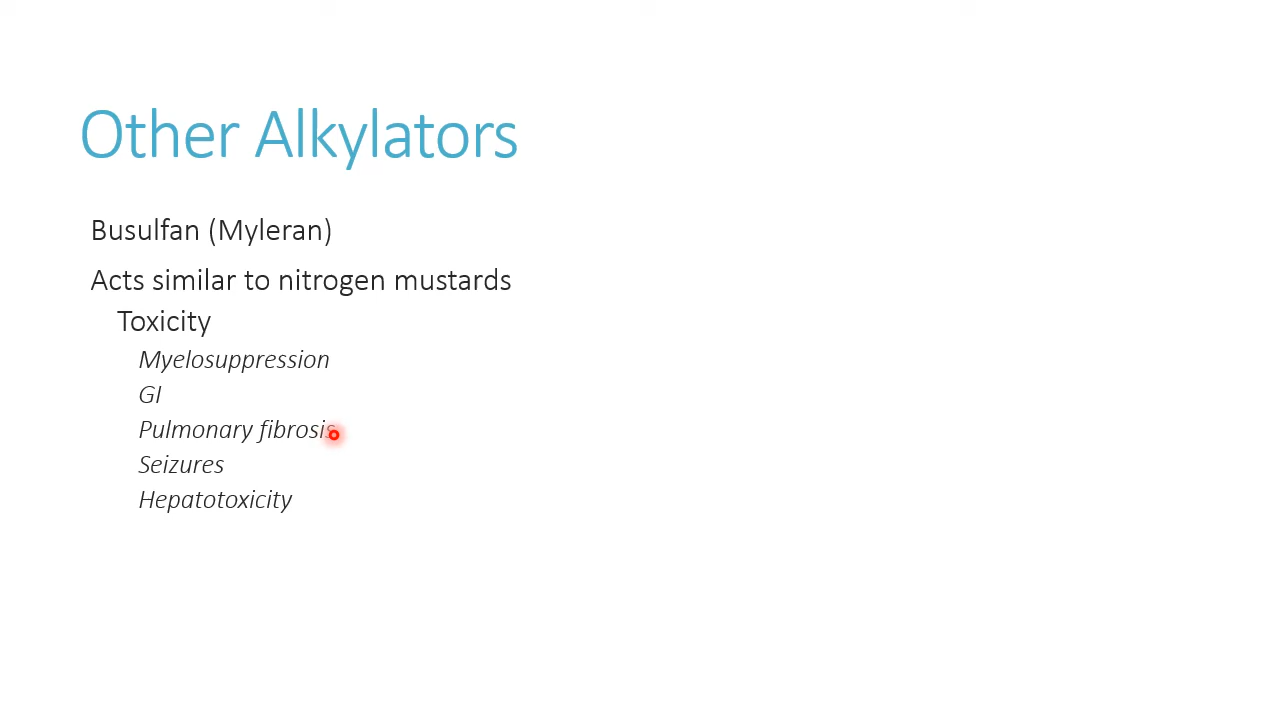 Other Alkylators
Busulfan (Myleran)
Acts similar to nitrogen mustards
Toxicity
Myelosuppression
GI
Pulmonary fibrosis
Seizures
Hepatotoxicity